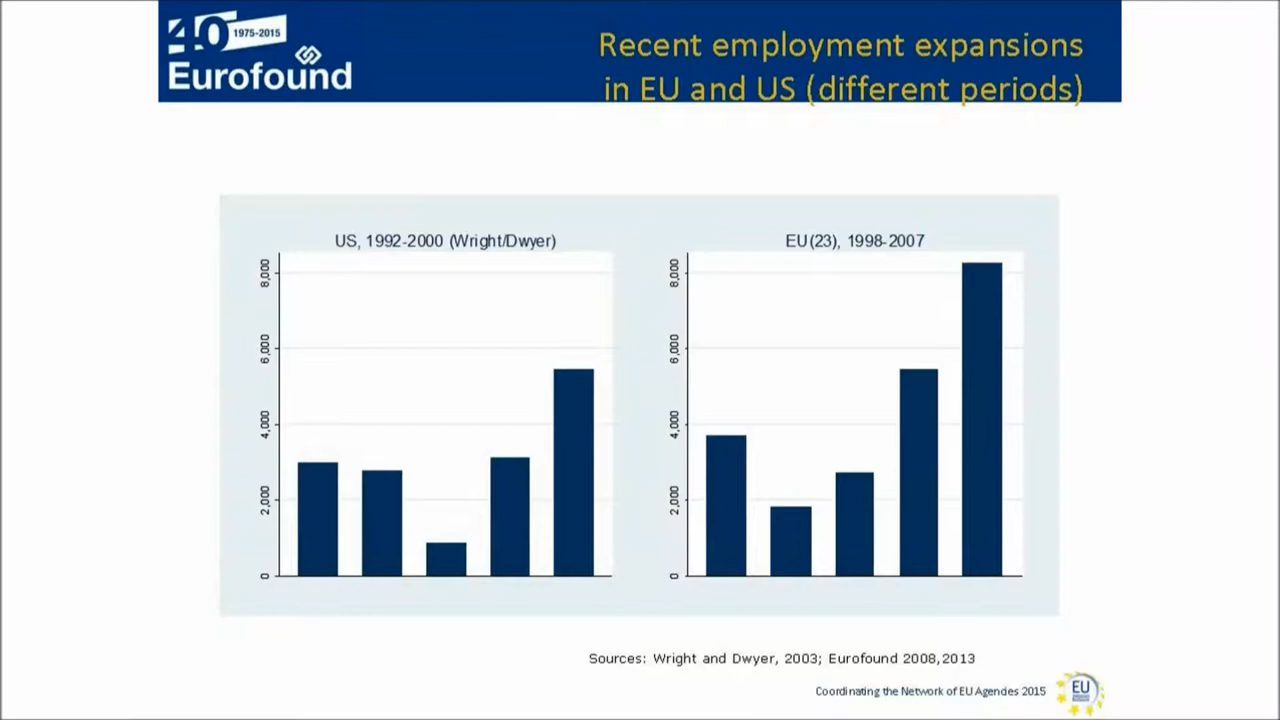 40 1975-2015
Eurofound
Recent employment expansions
in EU and US (different periods)
US, 1992-2000 (Wright/Dwyer)
8,000
6,000
4,000
2,000
0
EU(23), 1998-2007
8,000
6,000
4,000
2,000
0
Sources: Wright and Dwyer, 2003; Eurofound 2008,2013
Coordinating the Network of EU Agencies 2015
EU